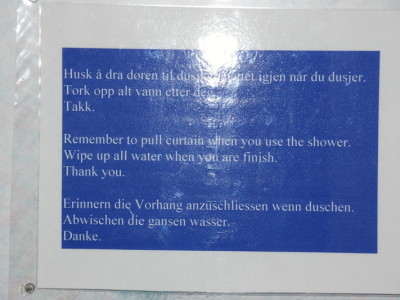 Husk å dra døren til igjen når du dusjer.
Tørk opp alt vann etter
Takk.
Remember to pull curtain when you use the shower.
Wipe up all water when you are finish.
Thank you.
Erinnern die Vorhang anzuschliessen wenn duschen.
Abwischen die gansen wasser.
Danke.